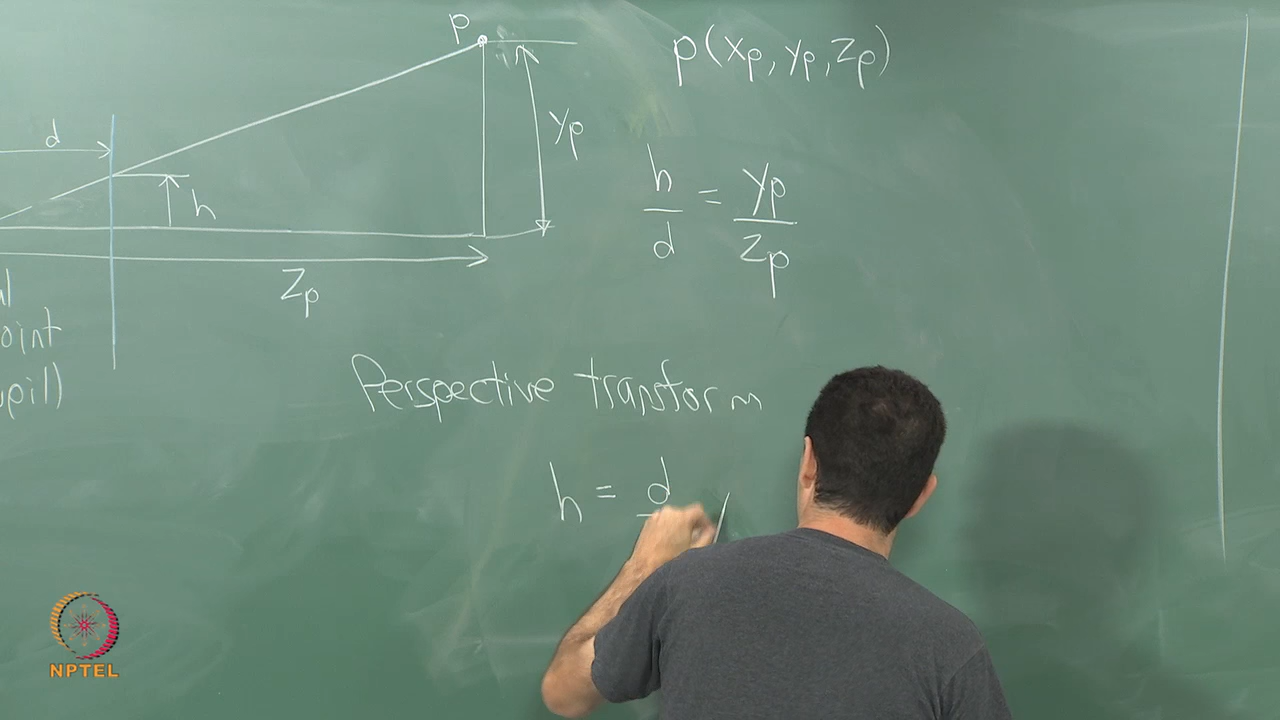 P
p(xp, yp, zp)
d
yp
h
h/d = yp/zp
zp
oint
pil)
Perspective transform
h = d
NPTEL